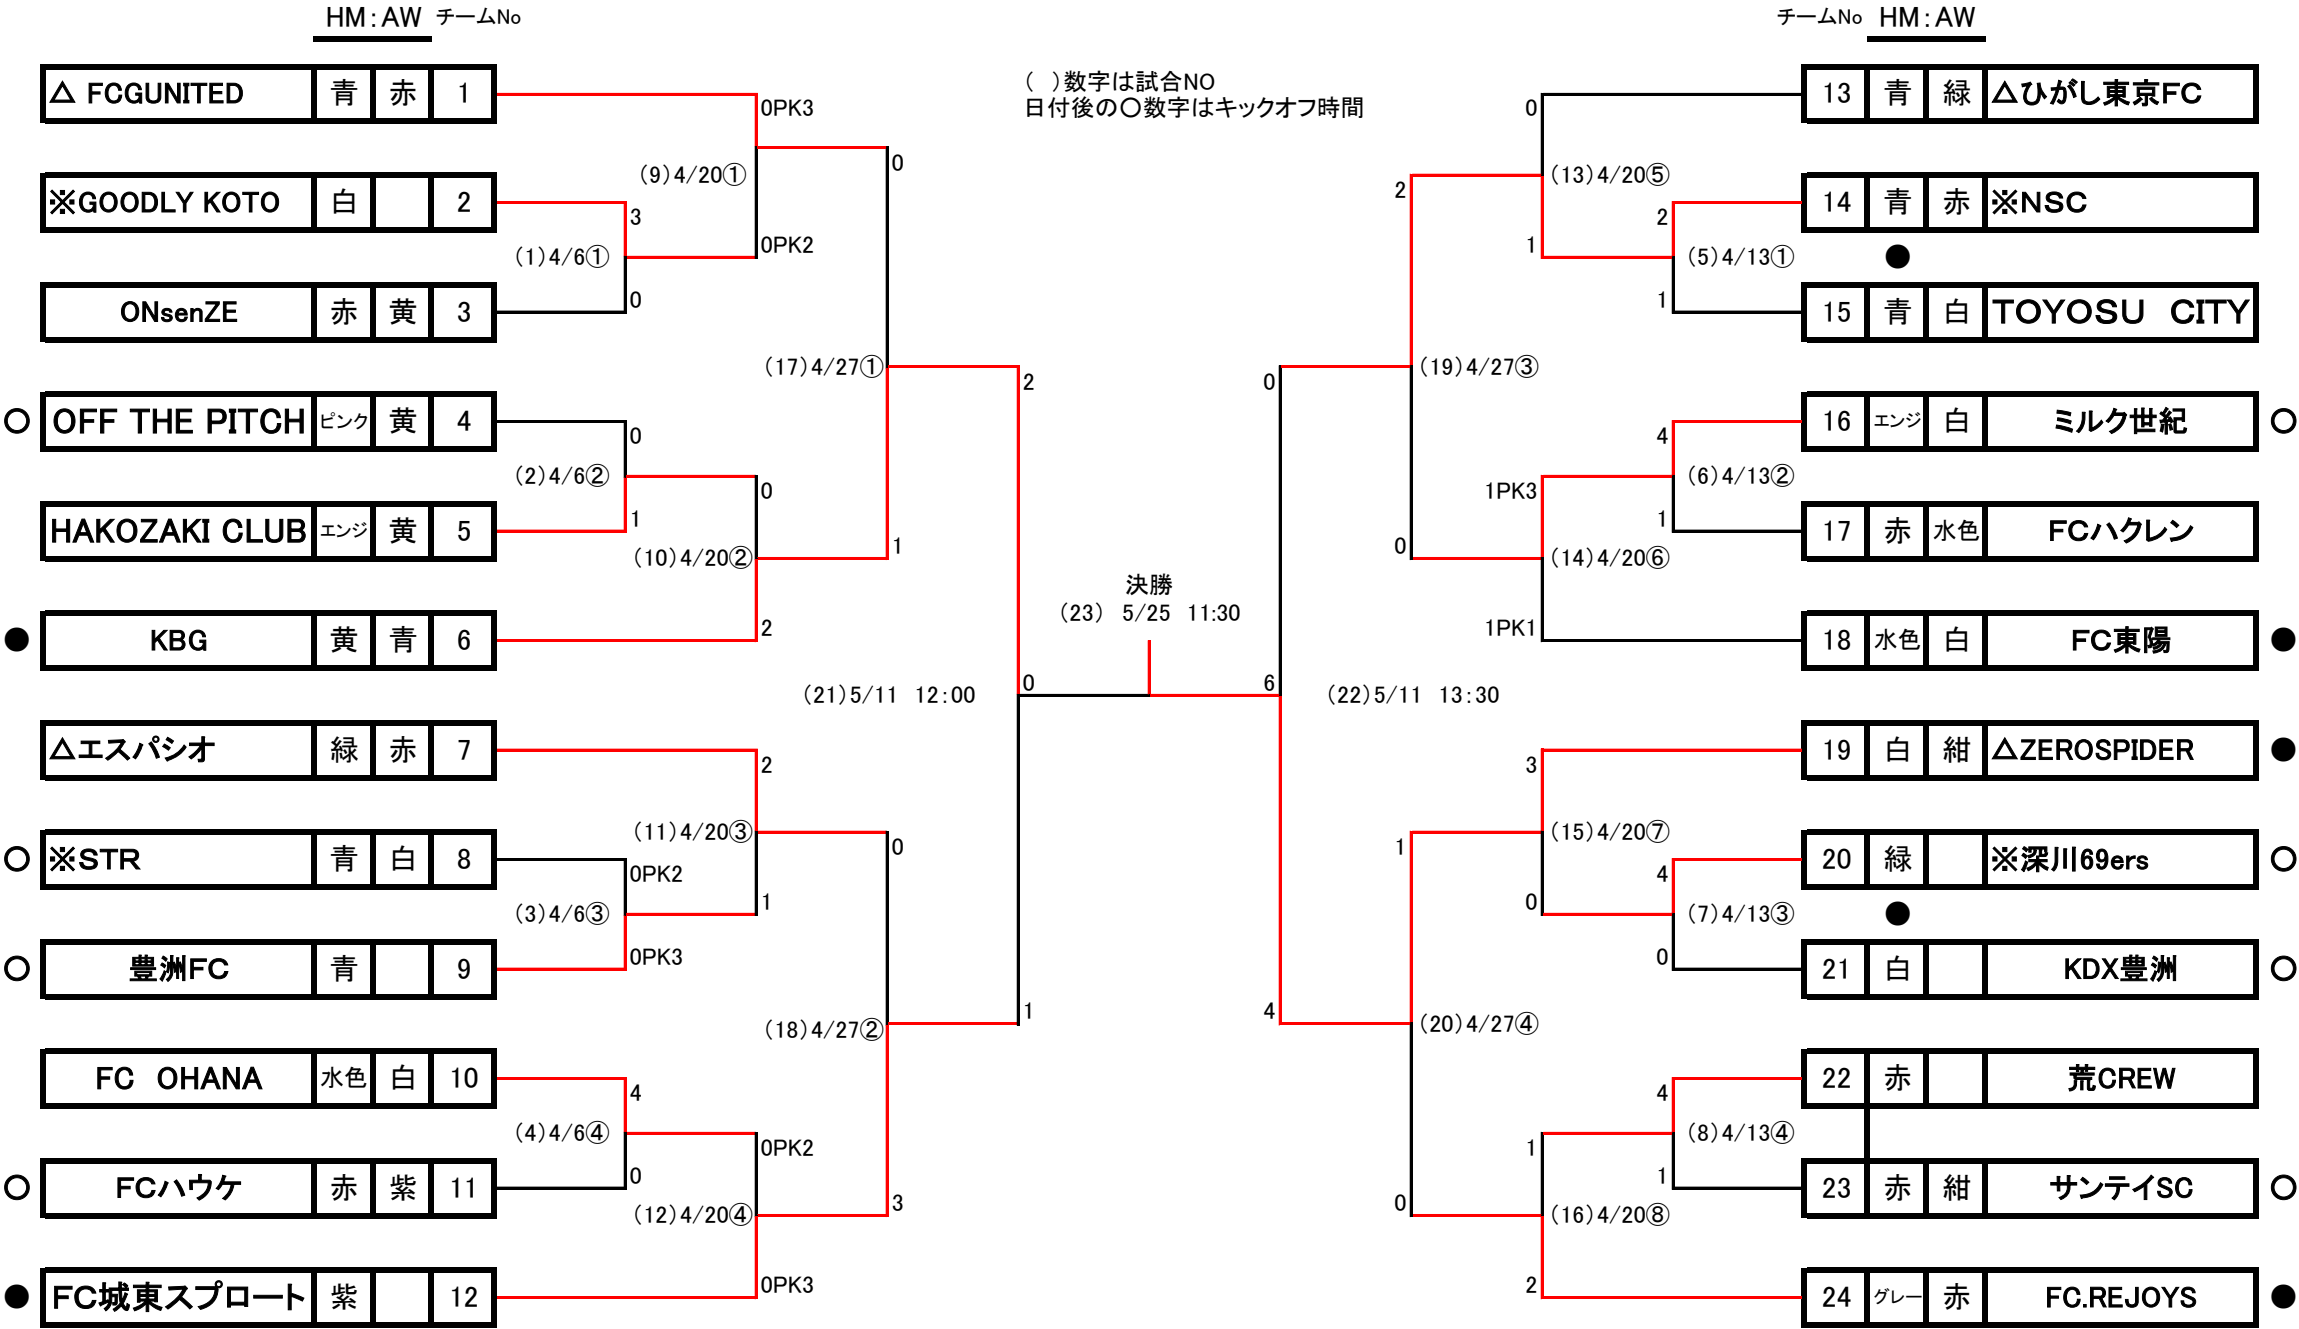 HM：AW チームNo
チームNo HM：AW
（　）数字は試合NO
日付後の〇数字はキックオフ時間
△ FCGUNITED 青 赤 1
※GOODLY KOTO 白 2
ONsenZE 赤 黄 3
○ OFF THE PITCH ピンク 黄 4
HAKOZAKI CLUB エンジ 黄 5
● KBG 黄 青 6
△エスパシオ 緑 赤 7
○ ※STR 青 白 8
○ 豊洲FC 青 9
FC　OHANA 水色 白 10
○ FCハウケ 赤 紫 11
● FC城東スプロート 紫 12
3
(1)4/6①
0
0
(2)4/6②
1
0PK2
(3)4/6③
0PK3
4
(4)4/6④
0
0PK3
(9)4/20①
0PK2
0
(10)4/20②
2
2
(11)4/20③
1
0PK2
(12)4/20④
0PK3
0
(17)4/27①
1
0
(18)4/27②
3
2
(21)5/11　12：00
1
決勝
（23）　5/25　11:30
0
6
0
(22)5/11　13：30
4
2
(19)4/27③
0
1
(20)4/27④
0
0
(13)4/20⑤
1
1PK3
(14)4/20⑥
1PK1
3
(15)4/20⑦
0
1
(16)4/20⑧
2
2
(5)4/13①
1
4
(6)4/13②
1
4
(7)4/13③
0
4
(8)4/13④
1
13 青 緑 △ひがし東京FC
14 青 赤 ※NSC
●
15 青 白 TOYOSU　CITY
16 エンジ 白 ミルク世紀 ○
17 赤 水色 FCハクレン
18 水色 白 FC東陽 ●
19 白 紺 △ZEROSPIDER ●
20 緑 ※深川69ers ○
●
21 白 KDX豊洲 ○
22 赤 荒CREW
23 赤 紺 サンテイSC ○
24 グレー 赤 FC.REJOYS ●